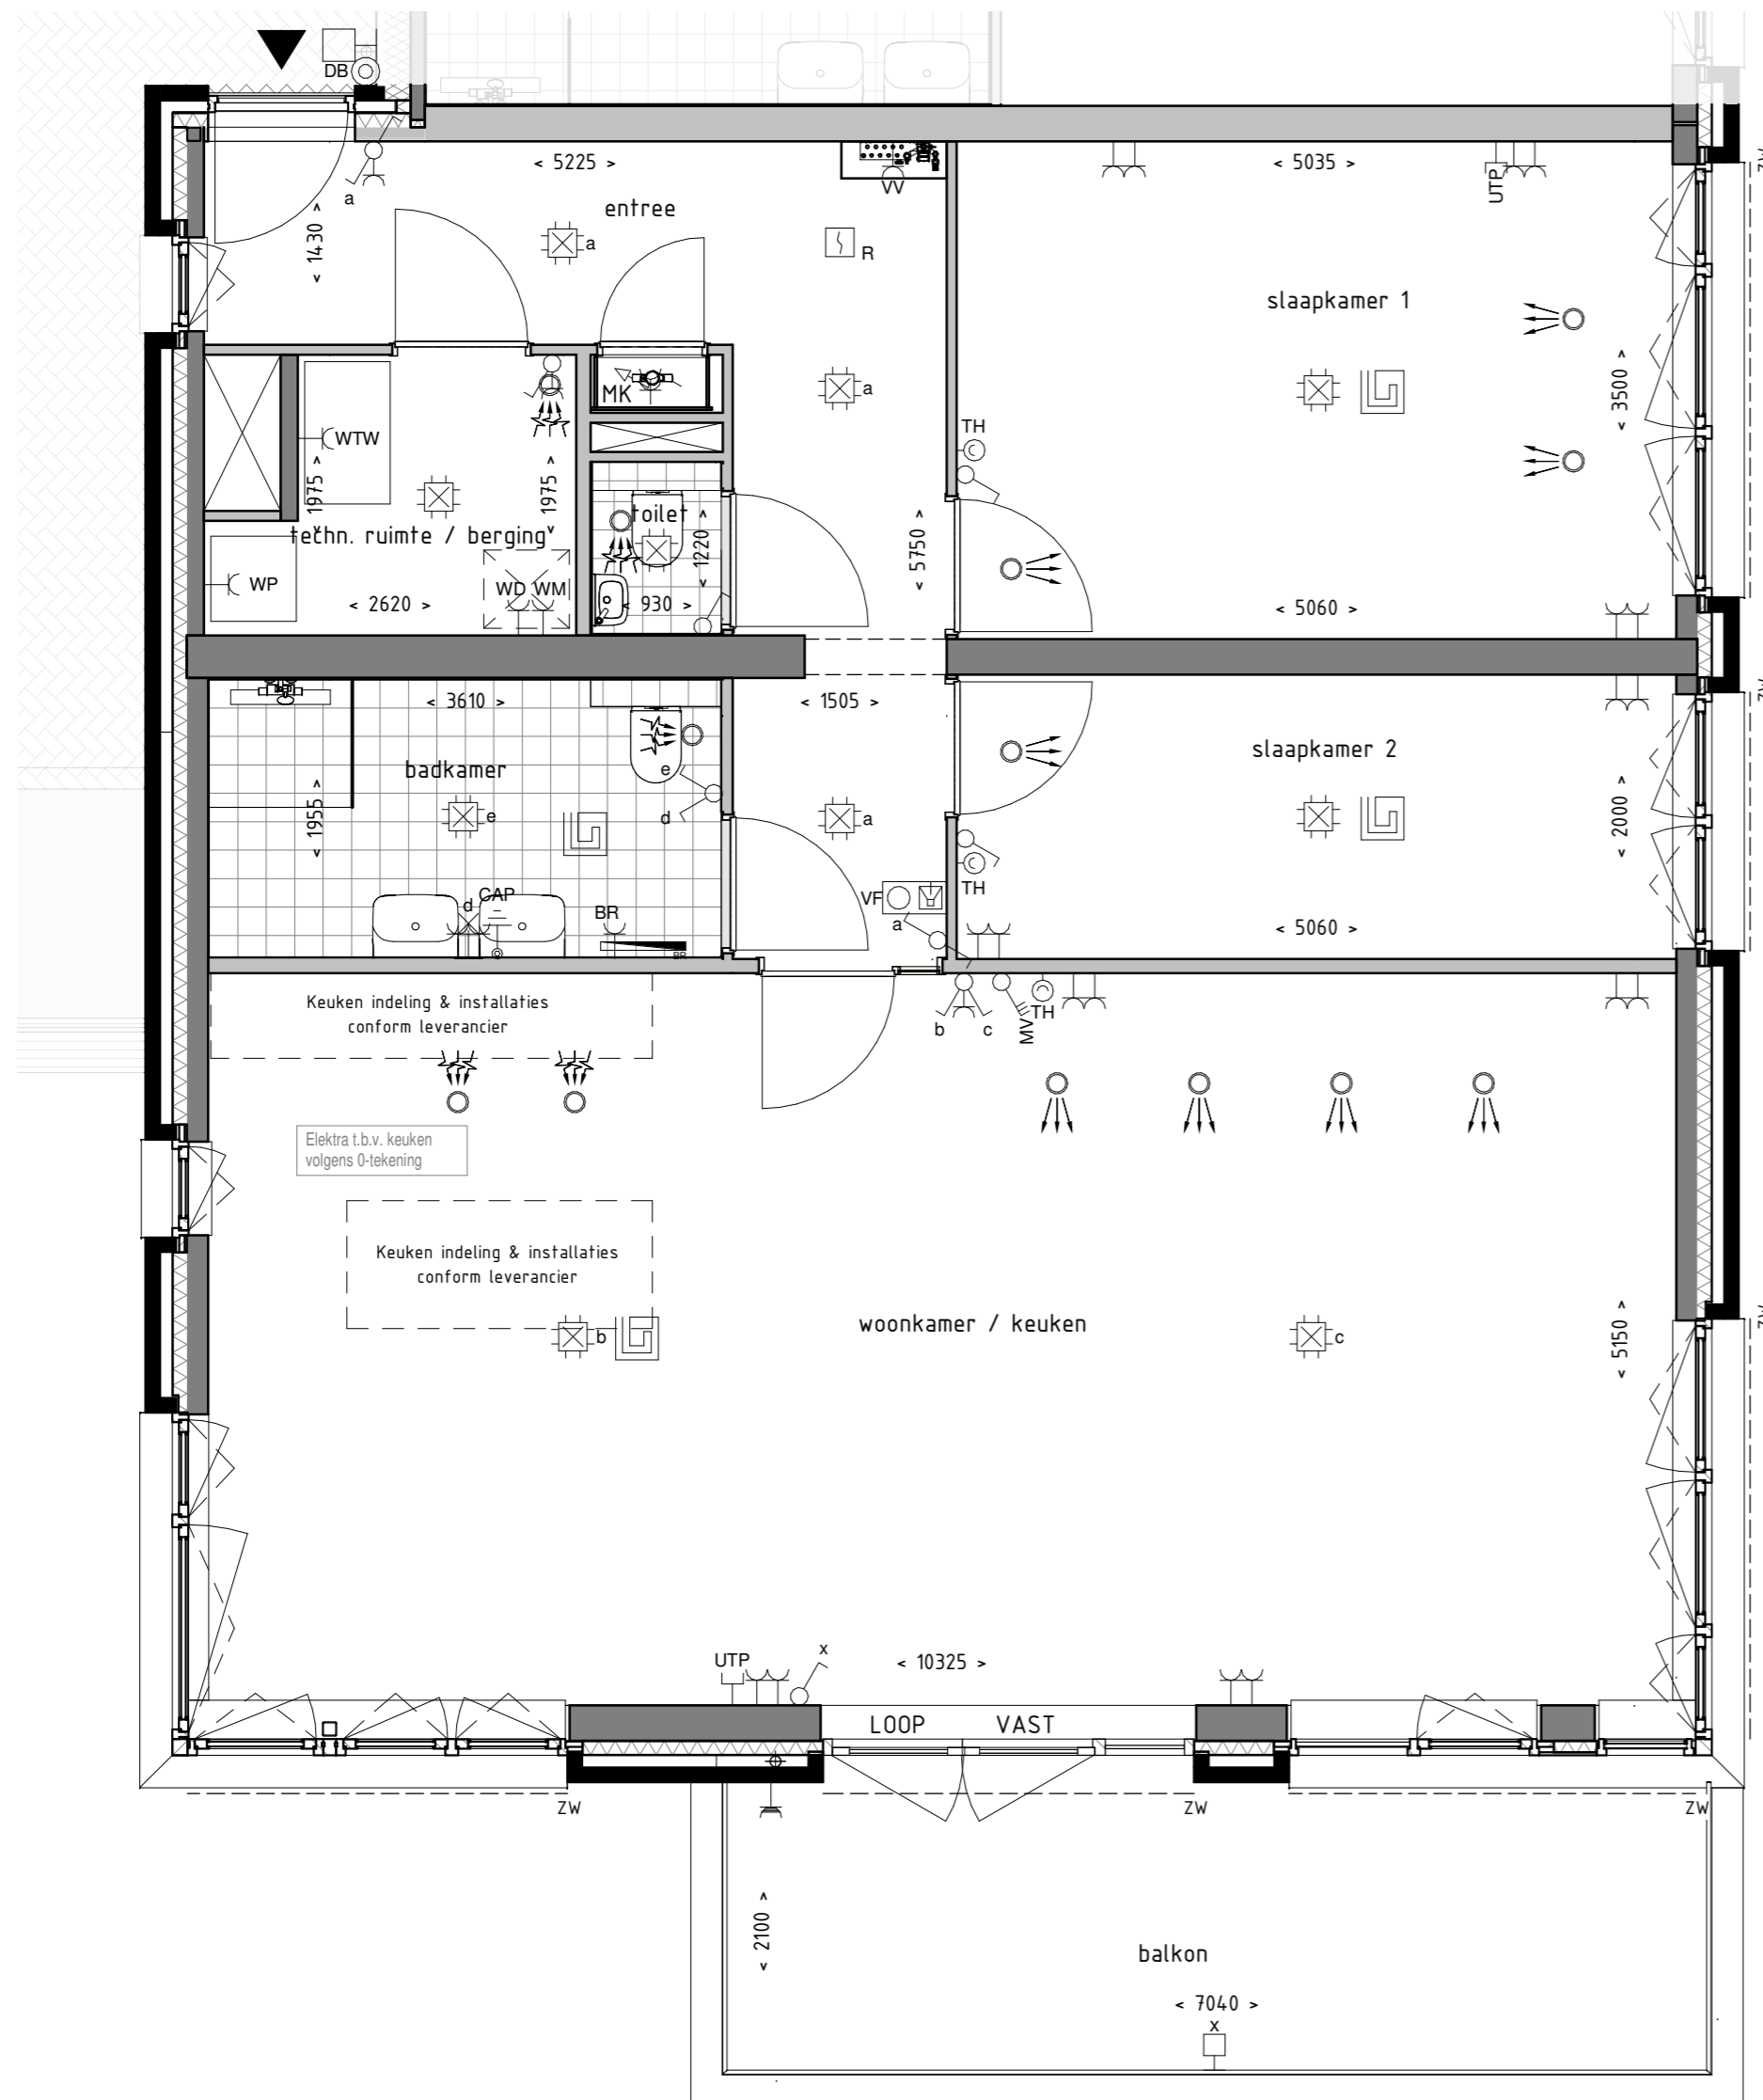 DB
< 5225 >
< 5035 >
VV
UTP
ZW
a
entree
a
R
< 1430 >
slaapkamer 1
MK
a
< 3500 >
TH
WTW
< 1975 >
< 1975 >
toilet
< 1220 >
techn. ruimte / berging
< 5750 >
WP
WD WM
< 2620 >
< 930 >
< 5060 >
< 3610 >
< 1505 >
ZW
badkamer
e
slaapkamer 2
< 1955 >
e
d
a
< 2000 >
TH
CAP
d
BR
VF
a
< 5060 >
Keuken indeling & installaties
conform leverancier
b
c
MV
TH
Elektra t.b.v. keuken
volgens 0-tekening
Keuken indeling & installaties
conform leverancier
woonkamer / keuken
b
c
< 5150 >
ZW
UTP
x
< 10325 >
LOOP
VAST
ZW
ZW
ZW
< 2100 >
balkon
< 7040 >
x